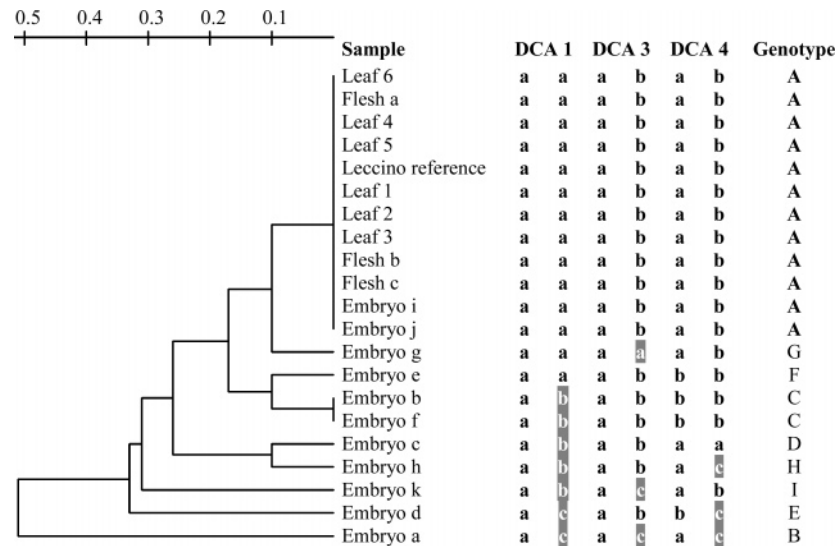 0.5 0.4 0.3 0.2 0.1
Sample DCA 1 DCA 3 DCA 4 Genotype
Leaf 6 a a a b a b A
Flesh a a a a b a b A
Leaf 4 a a a b a b A
Leaf 5 a a a b a b A
Leccino reference a a a b a b A
Leaf 1 a a a b a b A
Leaf 2 a a a b a b A
Leaf 3 a a a b a b A
Flesh b a a a b a b A
Flesh c a a a b a b A
Embryo i a a a b a b A
Embryo j a a a b a b A
Embryo g a a a a a b G
Embryo e a a a b b b F
Embryo b a b a b b b C
Embryo f a b a b b b C
Embryo c a b a b a a D
Embryo h a b a b a c H
Embryo k a b a c a b I
Embryo d a c a b b c E
Embryo a a c a c a c B